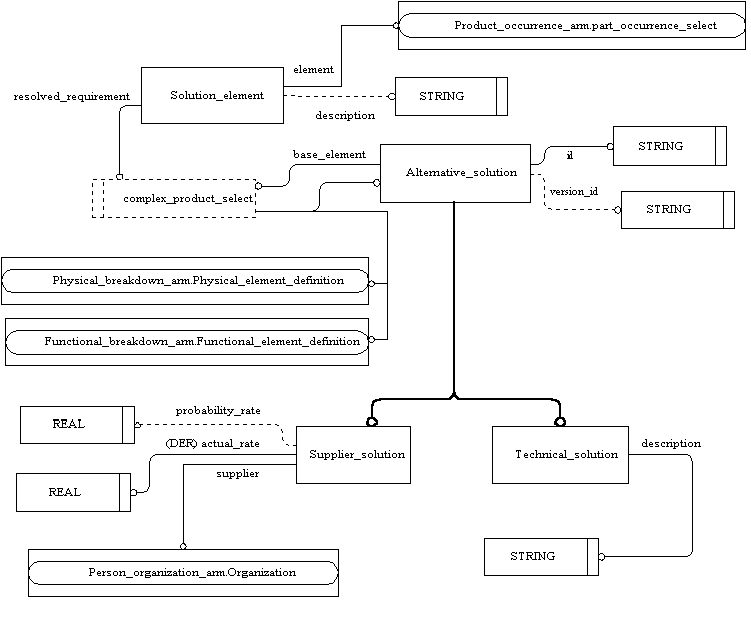 Product_occurrence_arm.part_occurrence_select
element
Solution_element
STRING
resolved_requirement
description
STRING
base_element
id
Alternative_solution
complex_product_select
version_id
STRING
Physical_breakdown_arm.Physical_element_definition
Functional_breakdown_arm.Functional_element_definition
probability_rate
REAL
(DER) actual_rate
description
Supplier_solution
Technical_solution
supplier
REAL
STRING
Person_organization_arm.Organization